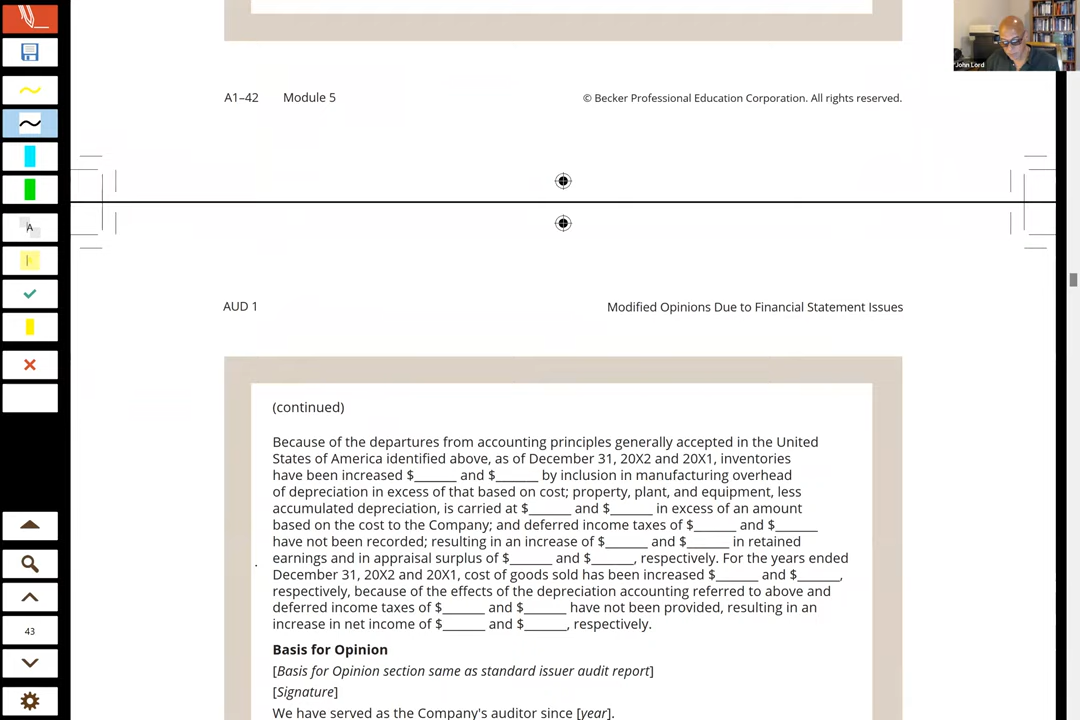 John Lord
A1–42 Module 5 © Becker Professional Education Corporation. All rights reserved.
A
AUD 1 Modified Opinions Due to Financial Statement Issues
(continued)
Because of the departures from accounting principles generally accepted in the United
States of America identified above, as of December 31, 20X2 and 20X1, inventories
have been increased $______ and $______ by inclusion in manufacturing overhead
of depreciation in excess of that based on cost; property, plant, and equipment, less
accumulated depreciation, is carried at $______ and $______ in excess of an amount
based on the cost to the Company; and deferred income taxes of $______ and $______
have not been recorded; resulting in an increase of $______ and $______ in retained
earnings and in appraisal surplus of $______ and $______, respectively. For the years ended
December 31, 20X2 and 20X1, cost of goods sold has been increased $______ and $______,
respectively, because of the effects of the depreciation accounting referred to above and
deferred income taxes of $______ and $______ have not been provided, resulting in an
increase in net income of $______ and $______, respectively.
43
Basis for Opinion
[Basis for Opinion section same as standard issuer audit report]
[Signature]
We have served as the Company's auditor since [year].